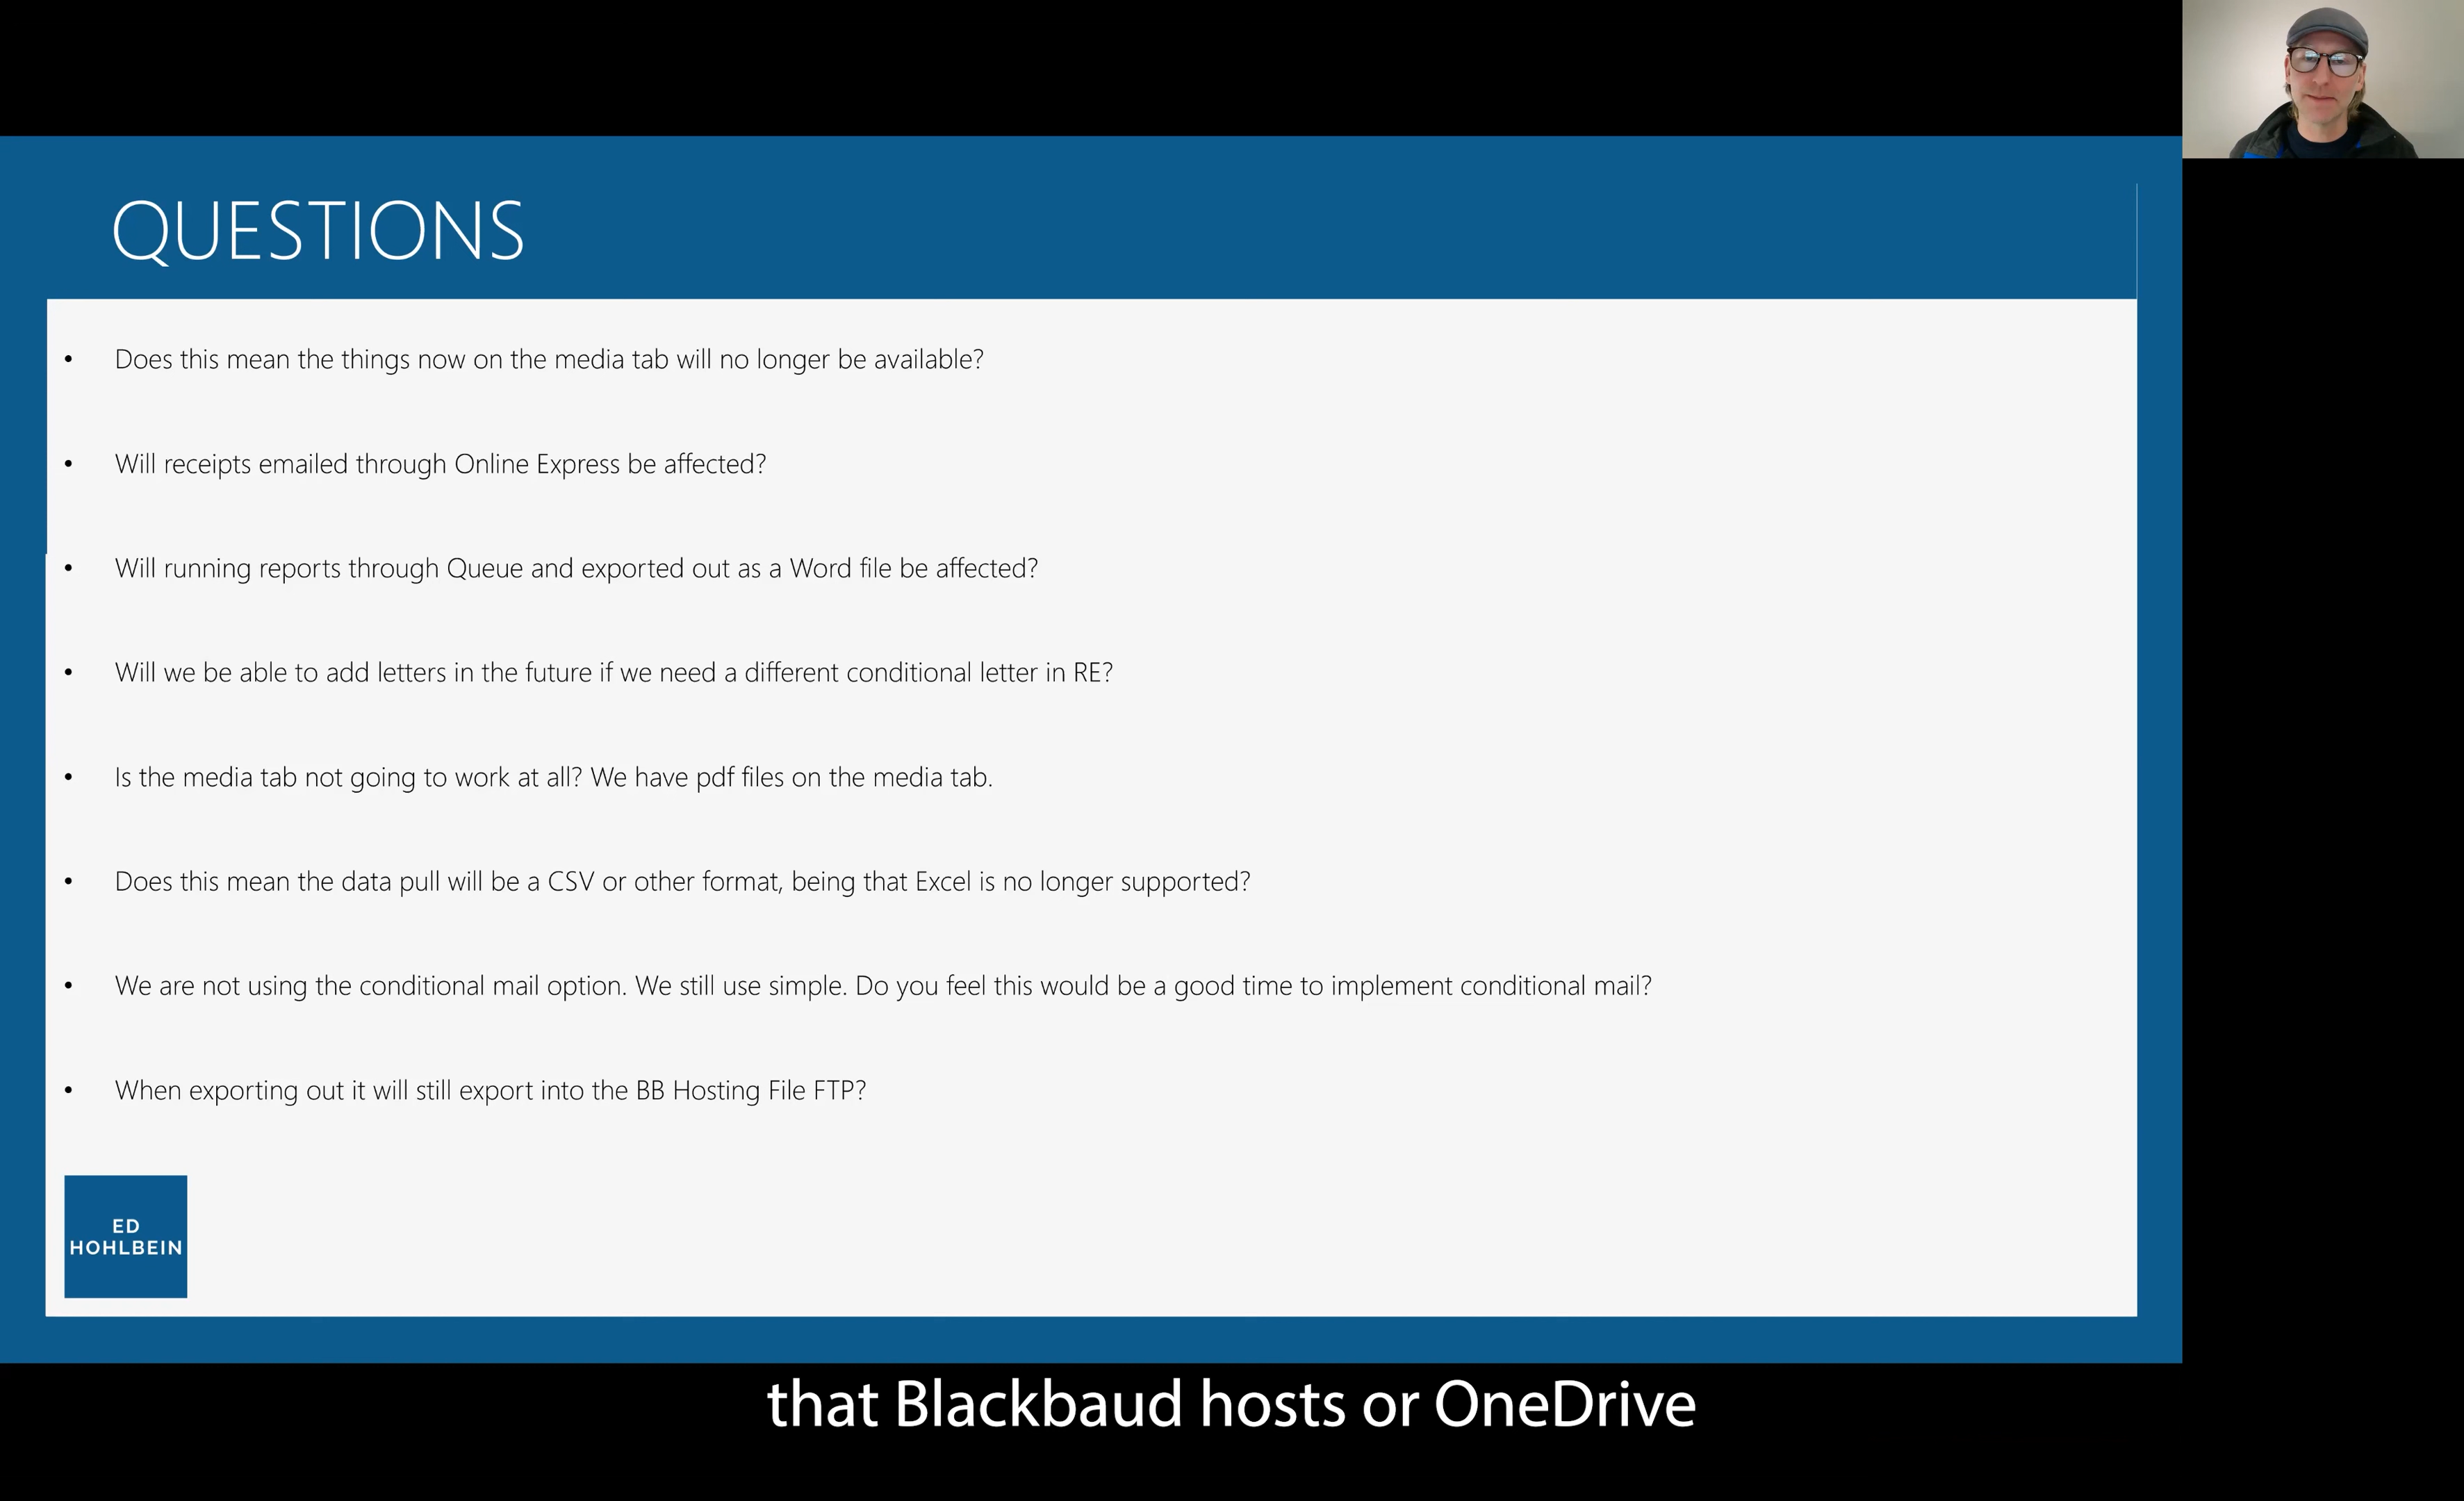 QUESTIONS
• Does this mean the things now on the media tab will no longer be available?
• Will receipts emailed through Online Express be affected?
• Will running reports through Queue and exported out as a Word file be affected?
• Will we be able to add letters in the future if we need a different conditional letter in RE?
• Is the media tab not going to work at all? We have pdf files on the media tab.
• Does this mean the data pull will be a CSV or other format, being that Excel is no longer supported?
• We are not using the conditional mail option. We still use simple. Do you feel this would be a good time to implement conditional mail?
• When exporting out it will still export into the BB Hosting File FTP?
ED
HOHLBEIN
that Blackbaud hosts or OneDrive